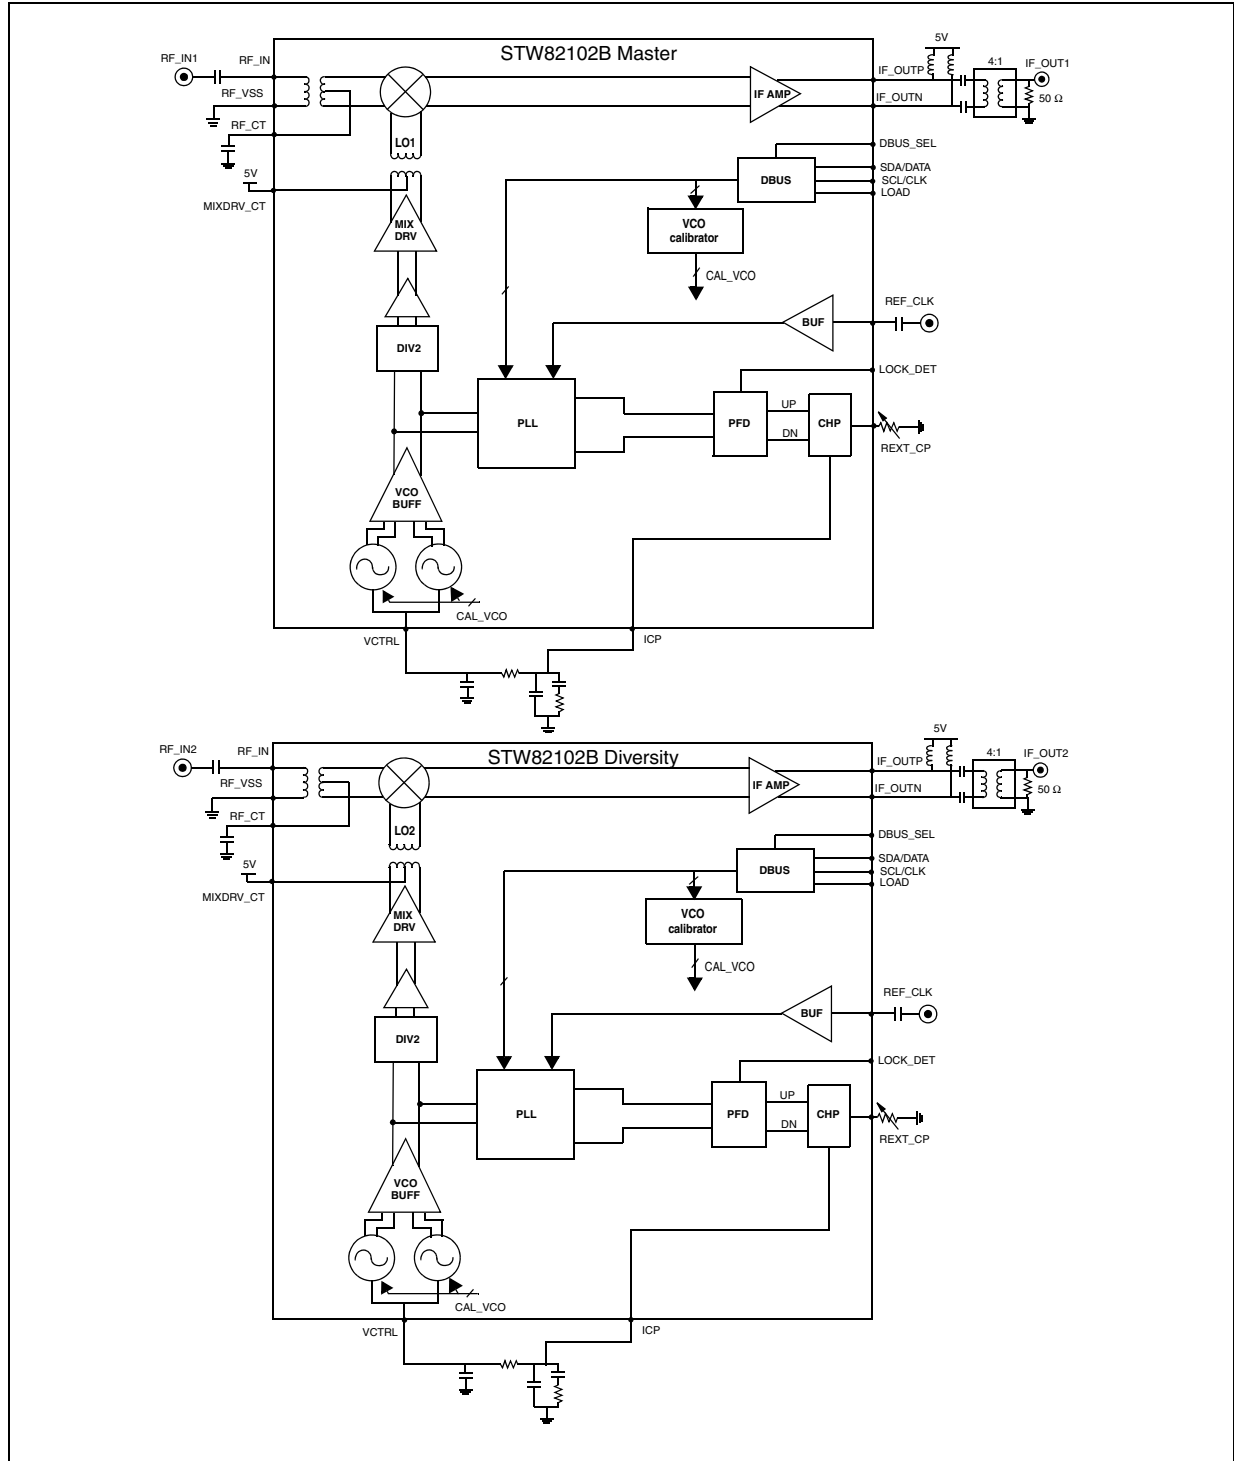 STW82102B Master
RF_IN1
RF_IN
RF_VSS
RF_CT
5V
MIXDRV_CT
LO1
MIX
DRV
DIV2
VCO
BUFF
IF AMP
IF_OUTP
IF_OUTN
5V
4:1
IF_OUT1
50 Ω
DBUS_SEL
DBUS
SDA/DATA
SCL/CLK
LOAD
VCO
calibrator
CAL_VCO
BUF
REF_CLK
LOCK_DET
PLL
PFD
UP
DN
CHP
REXT_CP
CAL_VCO
VCTRL
ICP
STW82102B Diversity
RF_IN2
RF_IN
RF_VSS
RF_CT
5V
MIXDRV_CT
LO2
MIX
DRV
DIV2
VCO
BUFF
IF AMP
IF_OUTP
IF_OUTN
5V
4:1
IF_OUT2
50 Ω
DBUS_SEL
DBUS
SDA/DATA
SCL/CLK
LOAD
VCO
calibrator
CAL_VCO
BUF
REF_CLK
LOCK_DET
PLL
PFD
UP
DN
CHP
REXT_CP
CAL_VCO
VCTRL
ICP